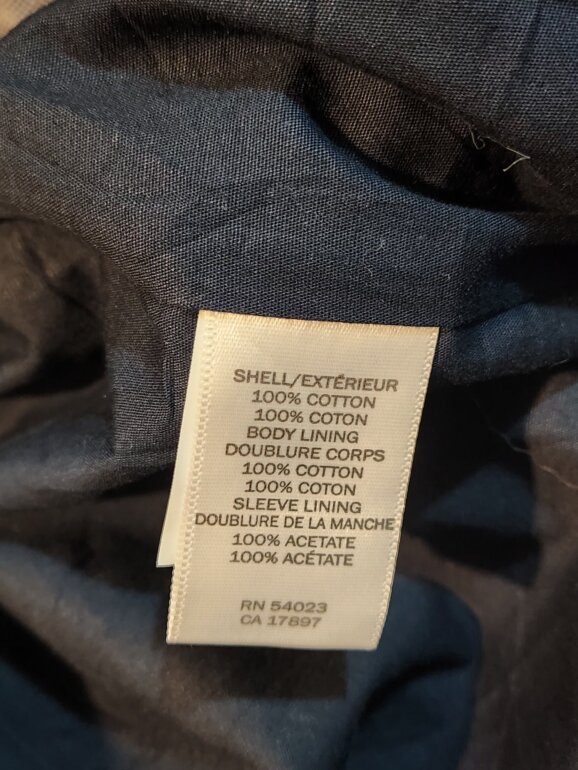 SHELL/EXTÉRIEUR
100% COTTON
100% COTON
BODY LINING
DOUBLURE CORPS
100% COTTON
100% COTON
SLEEVE LINING
DOUBLURE DE LA MANCHE
100% ACETATE
100% ACÉTATE
RN 54023
CA 17897